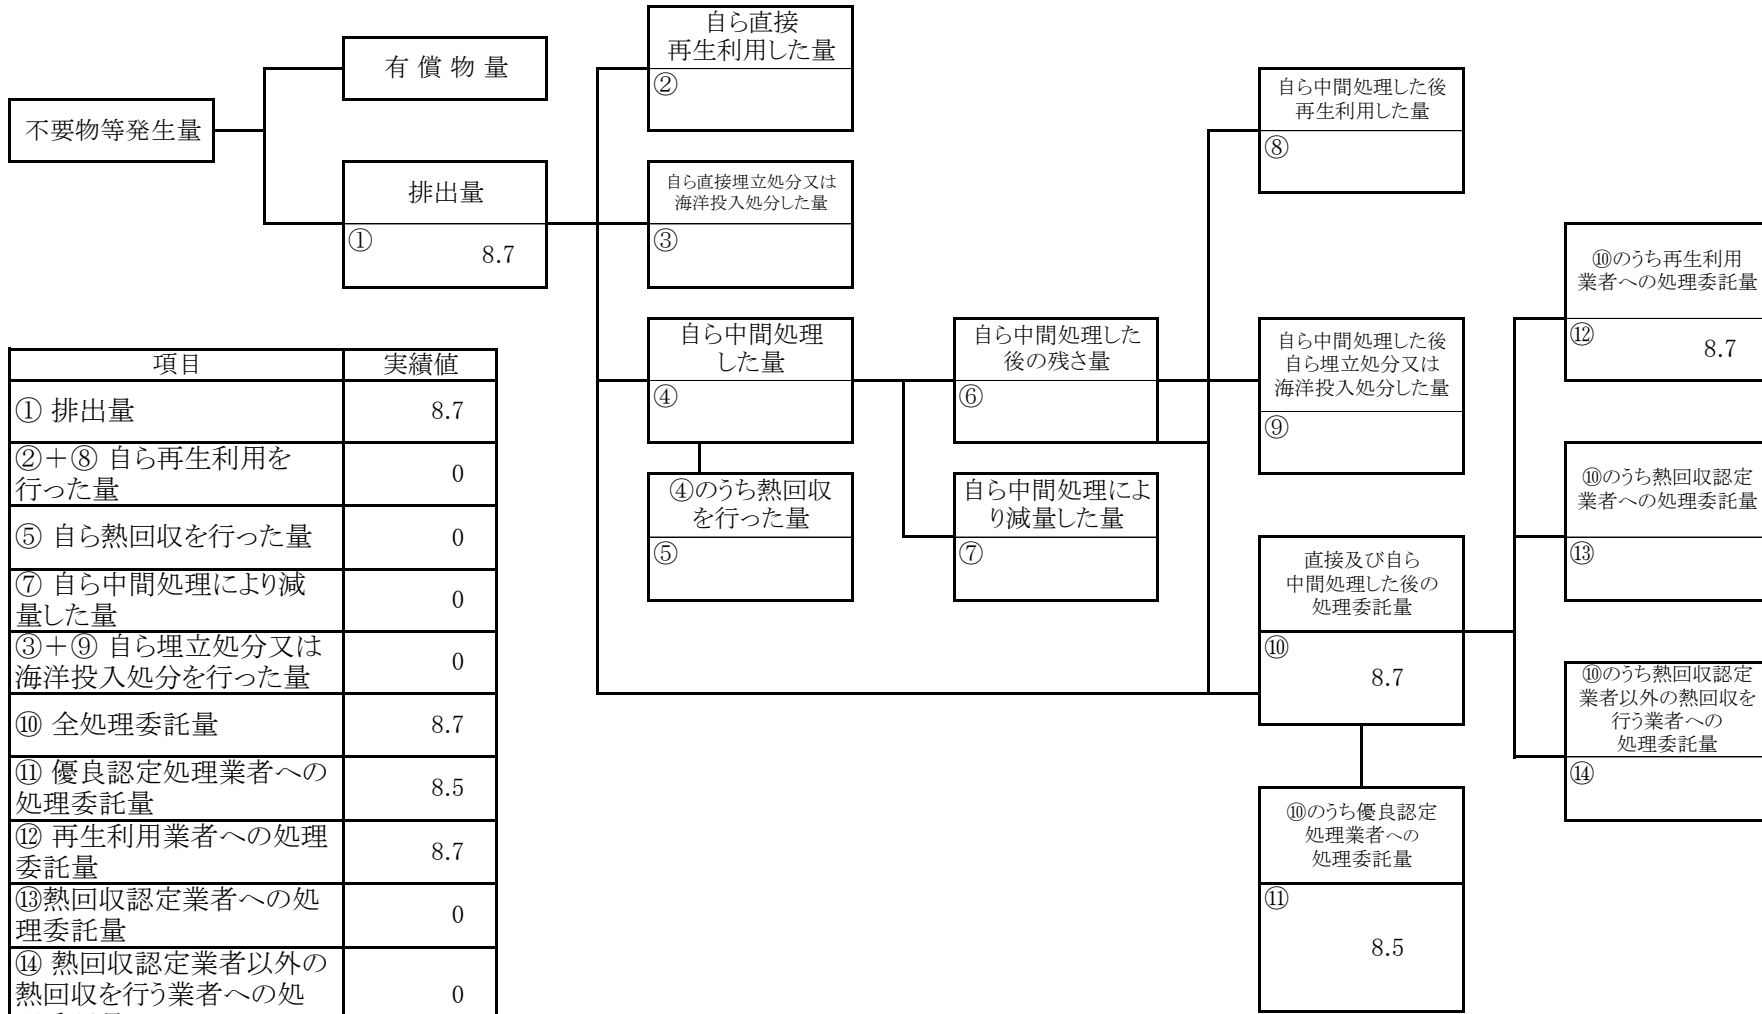 自ら直接
再生利用した量
②
有 償 物 量
不要物等発生量
排出量
①
8.7
自ら直接埋立処分又は
海洋投入処分した量
③
自ら中間処理
した量
④
④のうち熱回収
を行った量
⑤
自ら中間処理した
後の残さ量
⑥
自ら中間処理によ
り減量した量
⑦
自ら中間処理した後
再生利用した量
⑧
自ら中間処理した後
自ら埋立処分又は
海洋投入処分した量
⑨
直接及び自ら
中間処理した後の
処理委託量
⑩
8.7
⑩のうち優良認定
処理業者への
処理委託量
⑪
8.5
⑩のうち再生利用
業者への処理委託量
⑫
8.7
⑩のうち熱回収認定
業者への処理委託量
⑬
⑩のうち熱回収認定
業者以外の熱回収を
行う業者への
処理委託量
⑭
項目 実績値
① 排出量 8.7
②＋⑧ 自ら再生利用を
行った量 0
⑤ 自ら熱回収を行った量 0
⑦ 自ら中間処理により減
量した量 0
③＋⑨ 自ら埋立処分又は
海洋投入処分を行った量 0
⑩ 全処理委託量 8.7
⑪ 優良認定処理業者への
処理委託量 8.5
⑫ 再生利用業者への処理
委託量 8.7
⑬熱回収認定業者への処
理委託量 0
⑭ 熱回収認定業者以外の
熱回収を行う業者への処 0